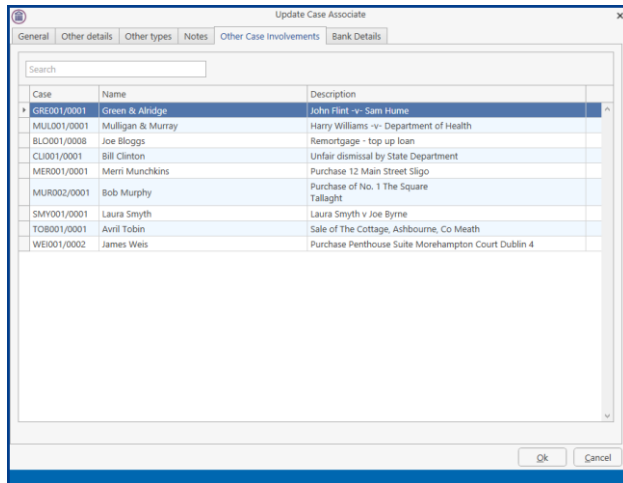 Update Case Associate
General Other details Other types Notes Other Case Involvements Bank Details
Search
Case Name Description
GRE001/0001 Green & Alridge John Flint -v- Sam Hume
MUL001/0001 Mulligan & Murray Harry Williams -v- Department of Health
BLO001/0008 Joe Bloggs Remortgage - top up loan
CLI001/0001 Bill Clinton Unfair dismissal by State Department
MER001/0001 Merri Munchkins Purchase 12 Main Street Sligo
MUR002/0001 Bob Murphy Purchase of No. 1 The Square
Tallaght
SMY001/0001 Laura Smyth Laura Smyth v Joe Byrne
TOB001/0001 Avril Tobin Sale of The Cottage, Ashbourne, Co Meath
WEI001/0002 James Weis Purchase Penthouse Suite Morehampton Court Dublin 4
Ok Cancel